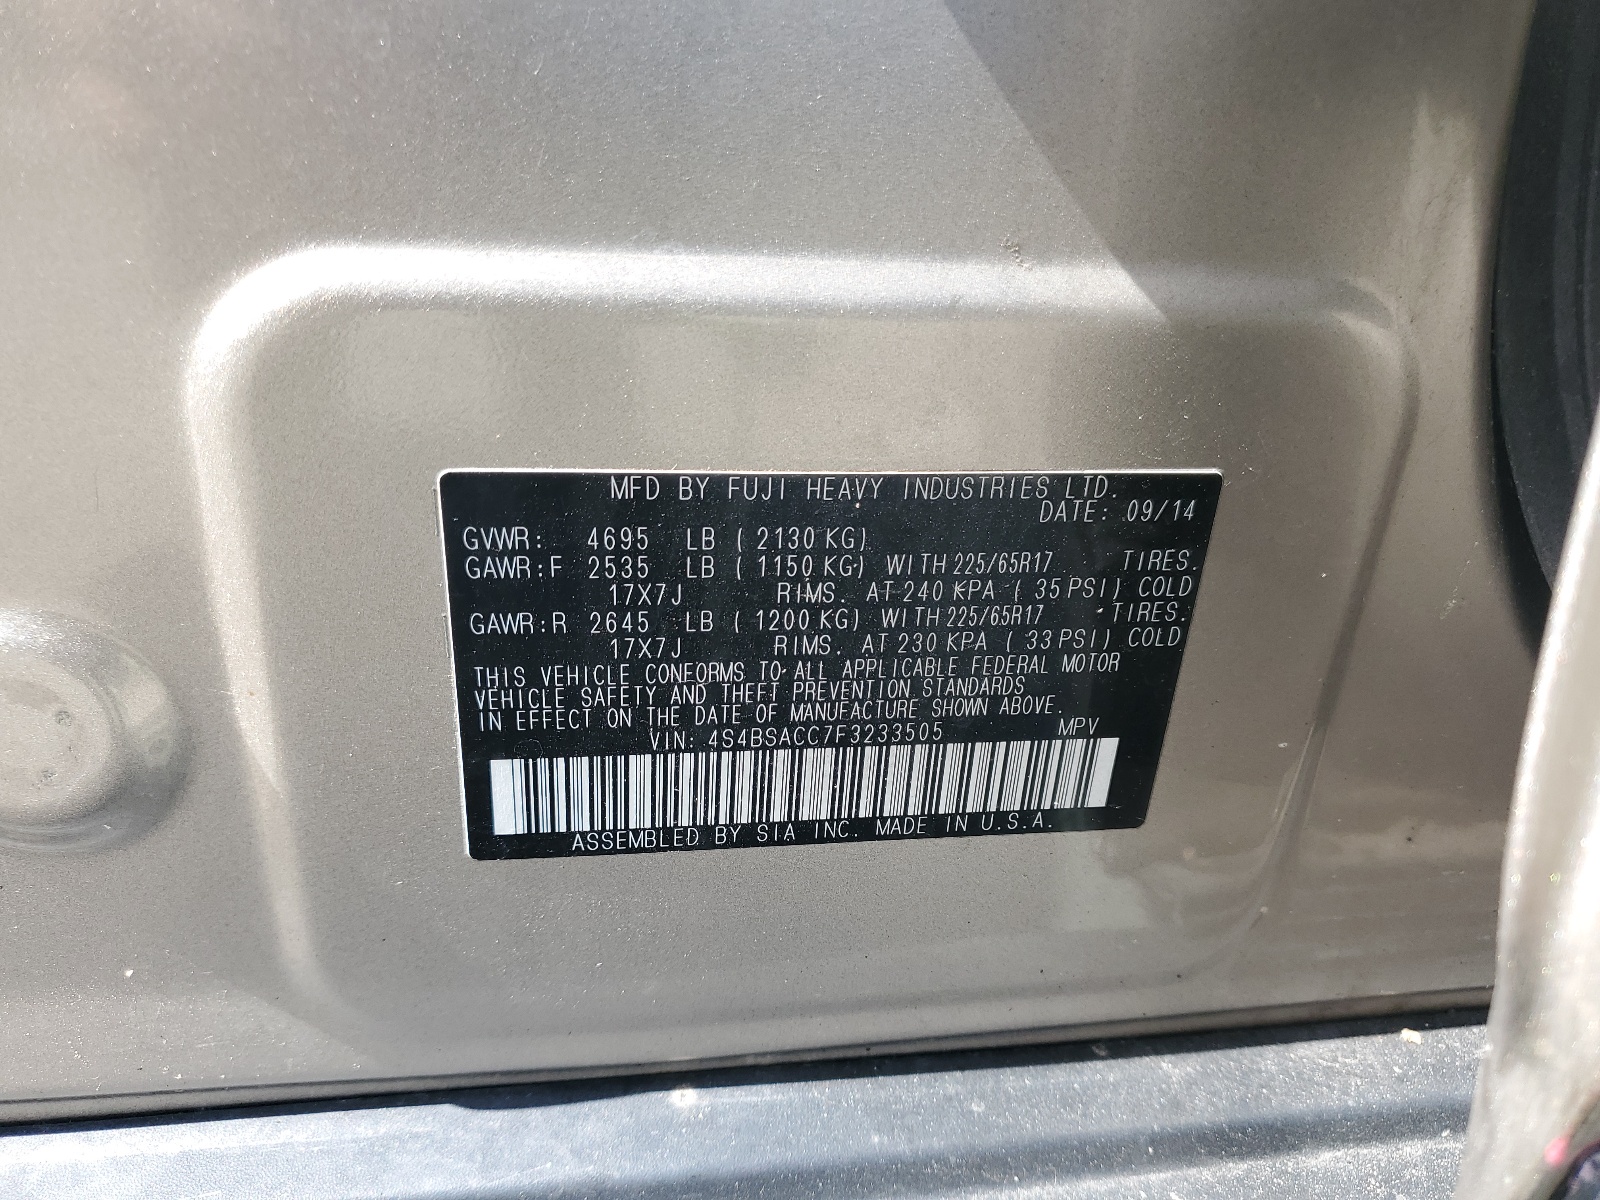 MFD BY FUJI HEAVY INDUSTRIES LTD.
DATE: 09/14
GVWR: 4695 LB ( 2130 KG)
GAWR:F 2535 LB ( 1150 KG) WITH 225/65R17 TIRES.
17X7J RIMS. AT 240 KPA ( 35 PSI) COLD
GAWR:R 2645 LB ( 1200 KG) WITH 225/65R17 TIRES.
17X7J RIMS. AT 230 KPA ( 33 PSI) COLD
THIS VEHICLE CONFORMS TO ALL APPLICABLE FEDERAL MOTOR
VEHICLE SAFETY AND THEFT PREVENTION STANDARDS
IN EFFECT ON THE DATE OF MANUFACTURE SHOWN ABOVE.
VIN: 4S4BSACC7F3233505 MPV
ASSEMBLED BY SIA INC. MADE IN U.S.A.